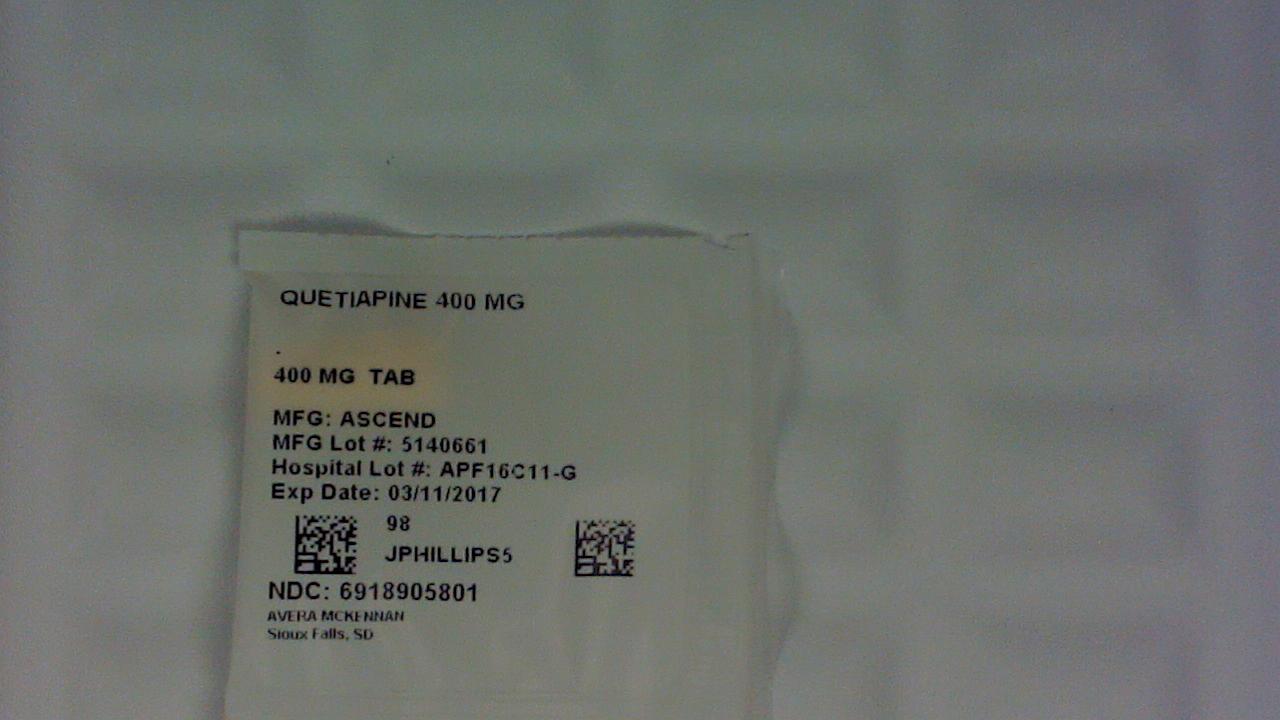 QUETIAPINE 400 MG
.
400 MG TAB
MFG: ASCEND
MFG Lot #: 5140661
Hospital Lot #: APF16C11-G
Exp Date: 03/11/2017
98
JPHILLIPS5
NDC: 6918905801
AVERA MCKENNAN
Sioux Falls, SD